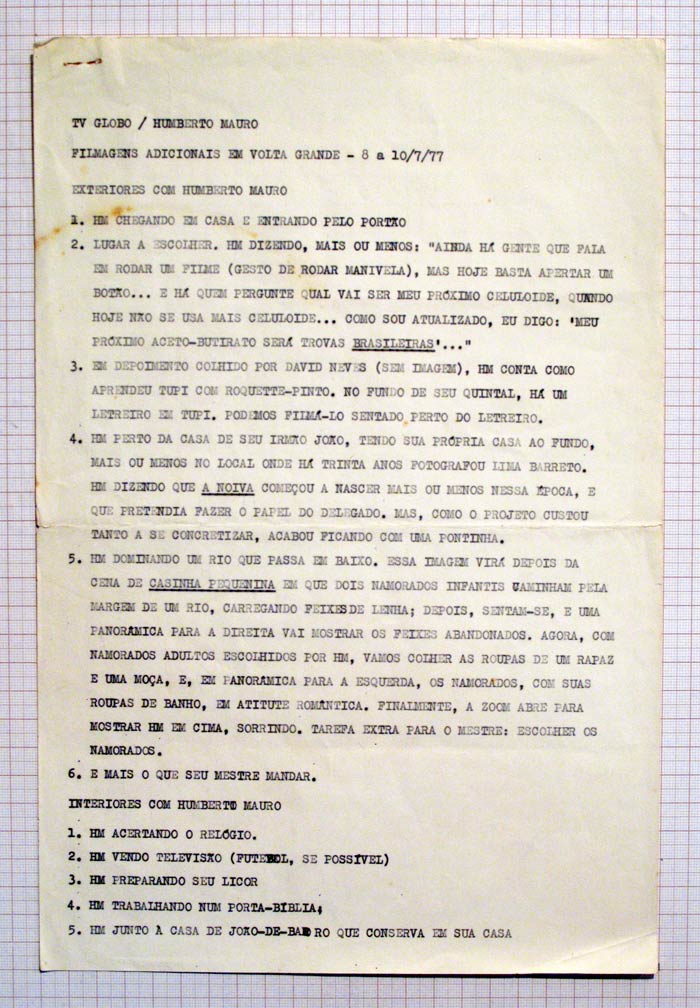 TV GLOBO / HUMBERTO MAURO
FILMAGENS ADICIONAIS EM VOLTA GRANDE - 8 a 10/7/77
EXTERIORES COM HUMBERTO MAURO
1. HM CHEGANDO EM CASA E ENTRANDO PELO PORTÃO
2. LUGAR A ESCOLHER. HM DIZENDO, MAIS OU MENOS: "AINDA HÁ GENTE QUE FALA
EM RODAR UM FILME (GESTO DE RODAR MANIVELA), MAS HOJE BASTA APERTAR UM
BOTÃO... E HÁ QUEM PERGUNTE QUAL VAI SER MEU PRÓXIMO CELULOIDE, QUANDO
HOJE NÃO SE USA MAIS CELULOIDE... COMO SOU ATUALIZADO, EU DIGO: 'MEU
PRÓXIMO ACETO-BUTIRATO SERÁ TROVAS BRASILEIRAS'..."
3. EM DEPOIMENTO COLHIDO POR DAVID NEVES (SEM IMAGEM), HM CONTA COMO
APRENDEU TUPI COM ROQUETTE-PINTO. NO FUNDO DE SEU QUINTAL, HÁ UM
LETREIRO EM TUPI. PODEMOS FILMÁ-LO SENTADO PERTO DO LETREIRO.
4. HM PERTO DA CASA DE SEU IRMÃO JOÃO, TENDO SUA PRÓPRIA CASA AO FUNDO,
MAIS OU MENOS NO LOCAL ONDE HÁ TRINTA ANOS FOTOGRAFOU LIMA BARRETO.
HM DIZENDO QUE A NOIVA COMEÇOU A NASCER MAIS OU MENOS NESSA ÉPOCA, E
QUE PRETENDIA FAZER O PAPEL DO DELEGADO. MAS, COMO O PROJETO CUSTOU
TANTO A SE CONCRETIZAR, ACABOU FICANDO COM UMA PONTINHA.
5. HM DOMINANDO UM RIO QUE PASSA EM BAIXO. ESSA IMAGEM VIRÁ DEPOIS DA
CENA DE CASINHA PEQUENINA EM QUE DOIS NAMORADOS INFANTIS CAMINHAM PELA
MARGEM DE UM RIO, CARREGANDO FEIXES DE LENHA; DEPOIS, SENTAM-SE, E UMA
PANORÂMICA PARA A DIREITA VAI MOSTRAR OS FEIXES ABANDONADOS. AGORA, COM
NAMORADOS ADULTOS ESCOLHIDOS POR HM, VAMOS COLHER AS ROUPAS DE UM RAPAZ
E UMA MOÇA, E, EM PANORÂMICA PARA A ESQUERDA, OS NAMORADOS, COM SUAS
ROUPAS DE BANHO, EM ATITUTE ROMÂNTICA. FINALMENTE, A ZOOM ABRE PARA
MOSTRAR HM EM CIMA, SORRINDO. TAREFA EXTRA PARA O MESTRE: ESCOLHER OS
NAMORADOS.
6. E MAIS O QUE SEU MESTRE MANDAR.
INTERIORES COM HUMBERTO MAURO
1. HM ACERTANDO O RELÓGIO.
2. HM VENDO TELEVISÃO (FUTEBOL, SE POSSÍVEL)
3. HM PREPARANDO SEU LICOR
4. HM TRABALHANDO NUM PORTA-BÍBLIA;
5. HM JUNTO À CASA DE JOÃO-DE-BARRO QUE CONSERVA EM SUA CASA